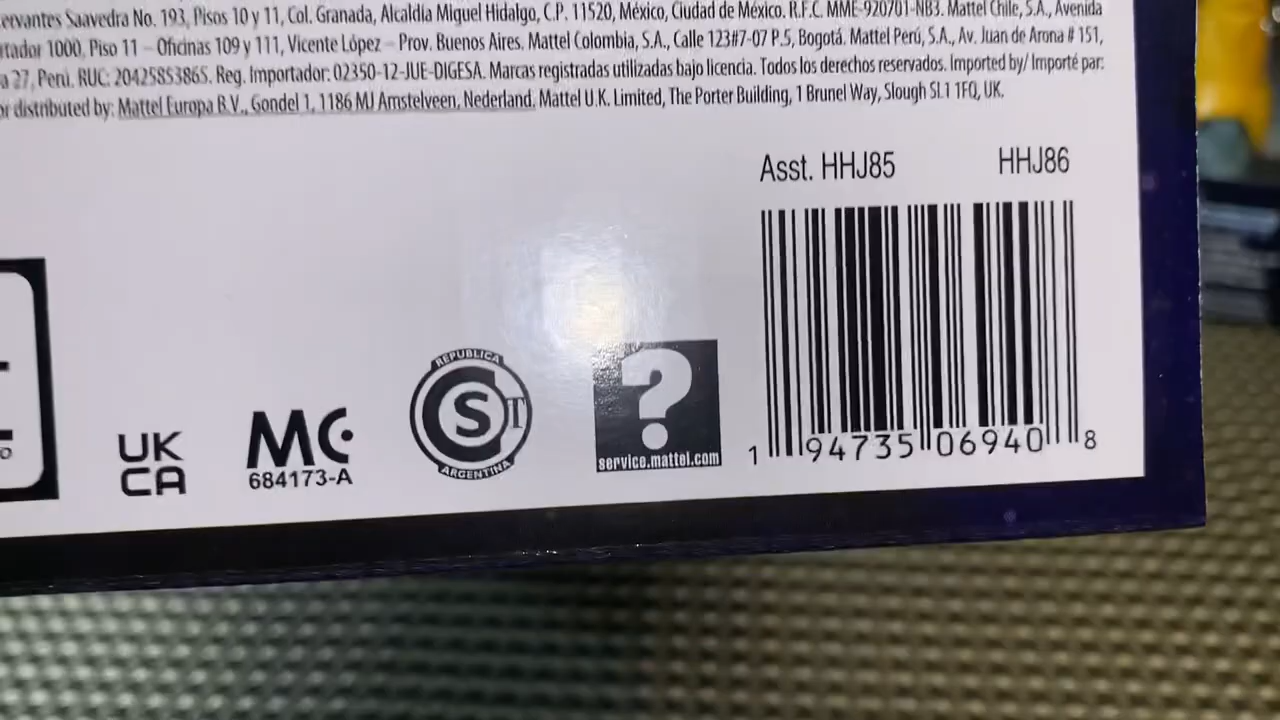 ervantes Saavedra No. 193, Pisos 10 y 11, Col. Granada, Alcaldía Miguel Hidalgo, C.P. 11520, México, Ciudad de México. R.F.C. MME-920701-NB3. Mattel Chile, S.A., Avenida
rtador 1000, Piso 11 – Oficinas 109 y 111, Vicente López – Prov. Buenos Aires. Mattel Colombia, S.A., Calle 123#7-07 P.5, Bogotá. Mattel Perú, S.A., Av. Juan de Arona # 151,
a 27, Perú. RUC: 20425853865. Reg. Importador: 02350-12-JUE-DIGESA. Marcas registradas utilizadas bajo licencia. Todos los derechos reservados. Imported by/ Importé par:
or distributed by: Mattel Europa B.V., Gondel 1, 1186 MJ Amstelveen, Nederland. Mattel U.K. Limited, The Porter Building, 1 Brunel Way, Slough SL1 1FQ, UK.
Asst. HHJ85 HHJ86
UK
CA
MC
684173-A
REPUBLICA
S T
ARGENTINA
?
service.mattel.com
1 94735 06940 8